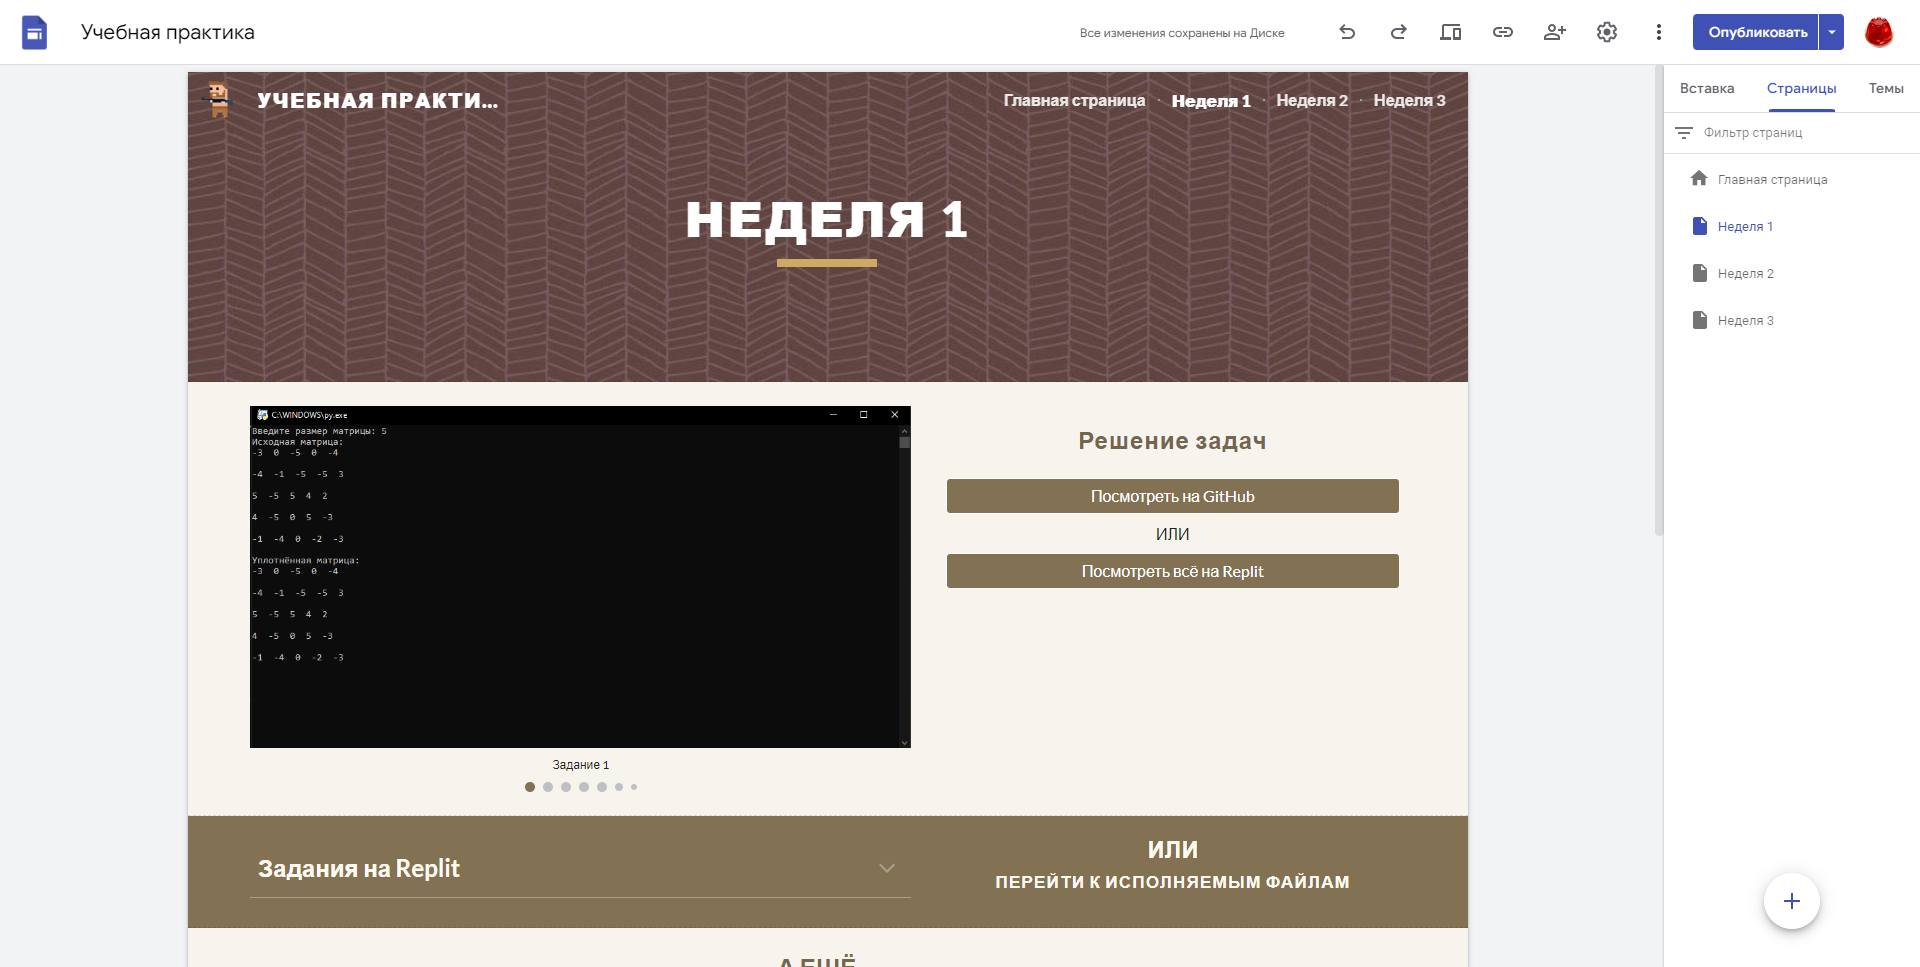 Учебная практика
Все изменения сохранены на Диске
Опубликовать
УЧЕБНАЯ ПРАКТИ...
Главная страница · Неделя 1 · Неделя 2 · Неделя 3
НЕДЕЛЯ 1
C:\WINDOWS\py.exe
Введите размер матрицы: 5
Исходная матрица:
-3 0 -5 0 -4
-4 -1 -5 -5 3
5 -5 5 4 2
4 -5 0 5 -3
-1 -4 0 -2 -3
Уплотнённая матрица:
-3 0 -5 0 -4
-4 -1 -5 -5 3
5 -5 5 4 2
4 -5 0 5 -3
-1 -4 0 -2 -3
Задание 1
Решение задач
Посмотреть на GitHub
ИЛИ
Посмотреть всё на Replit
Задания на Replit
ИЛИ
ПЕРЕЙТИ К ИСПОЛНЯЕМЫМ ФАЙЛАМ
А ЕЩЁ
Вставка Страницы Темы
Фильтр страниц
Главная страница
Неделя 1
Неделя 2
Неделя 3